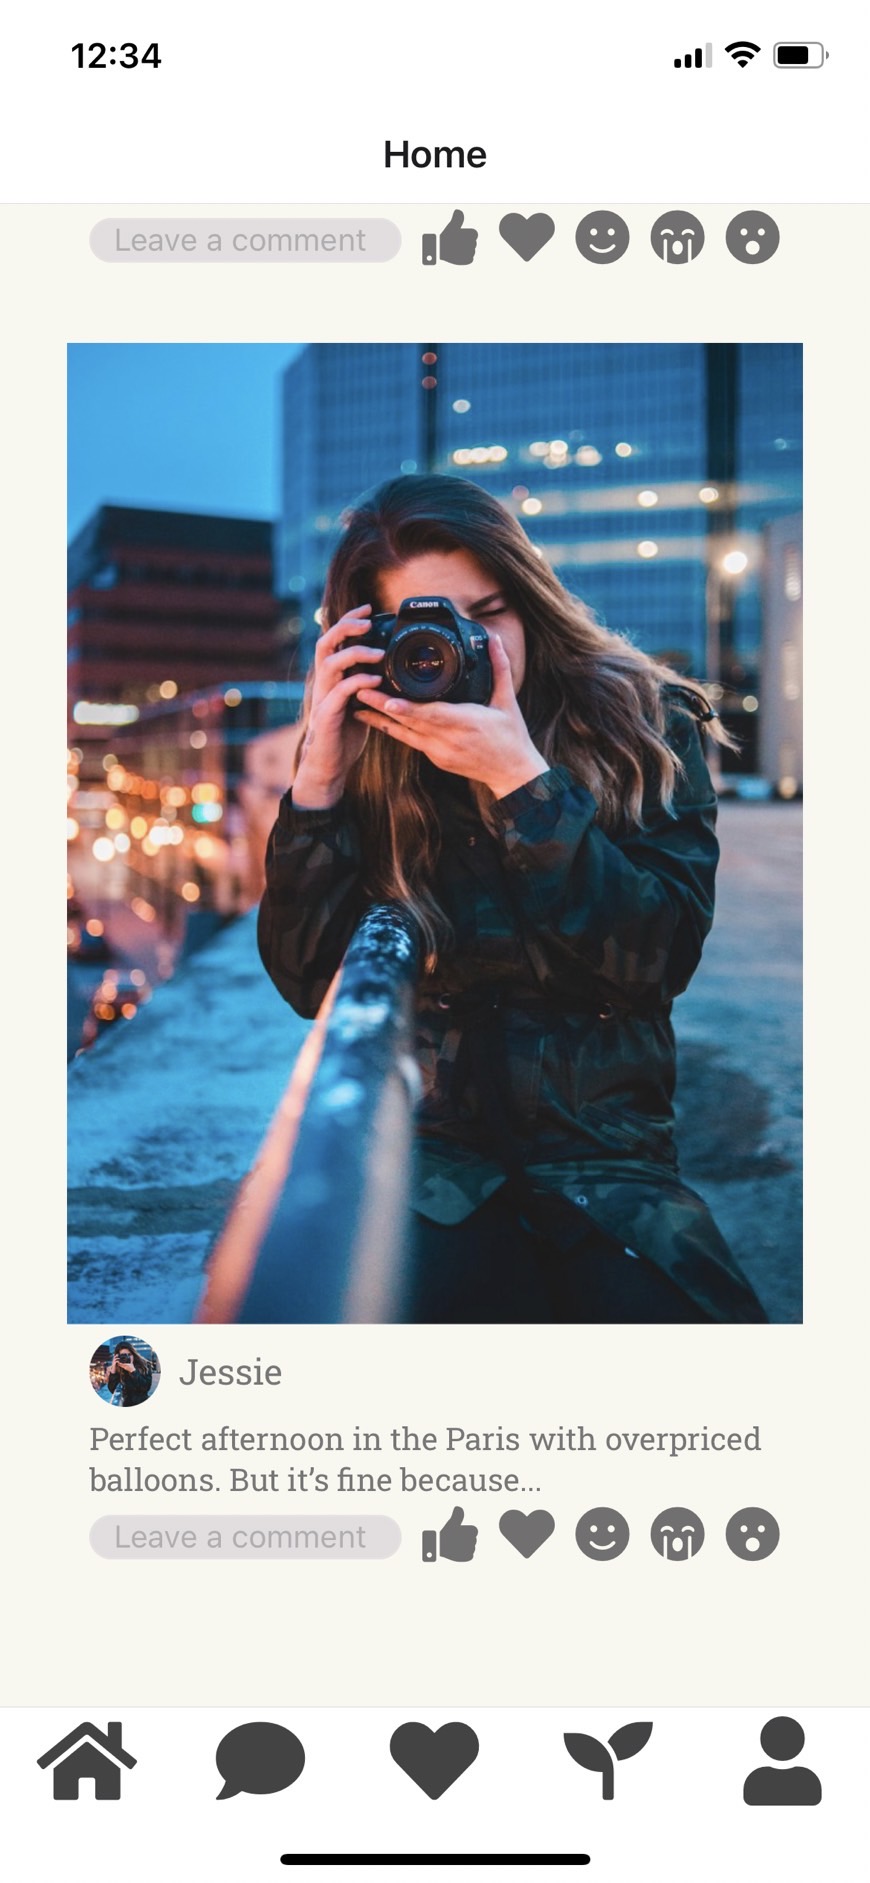 12:34
Home
Leave a comment
Canon
Jessie
Perfect afternoon in the Paris with overpriced
balloons. But it’s fine because...
Leave a comment